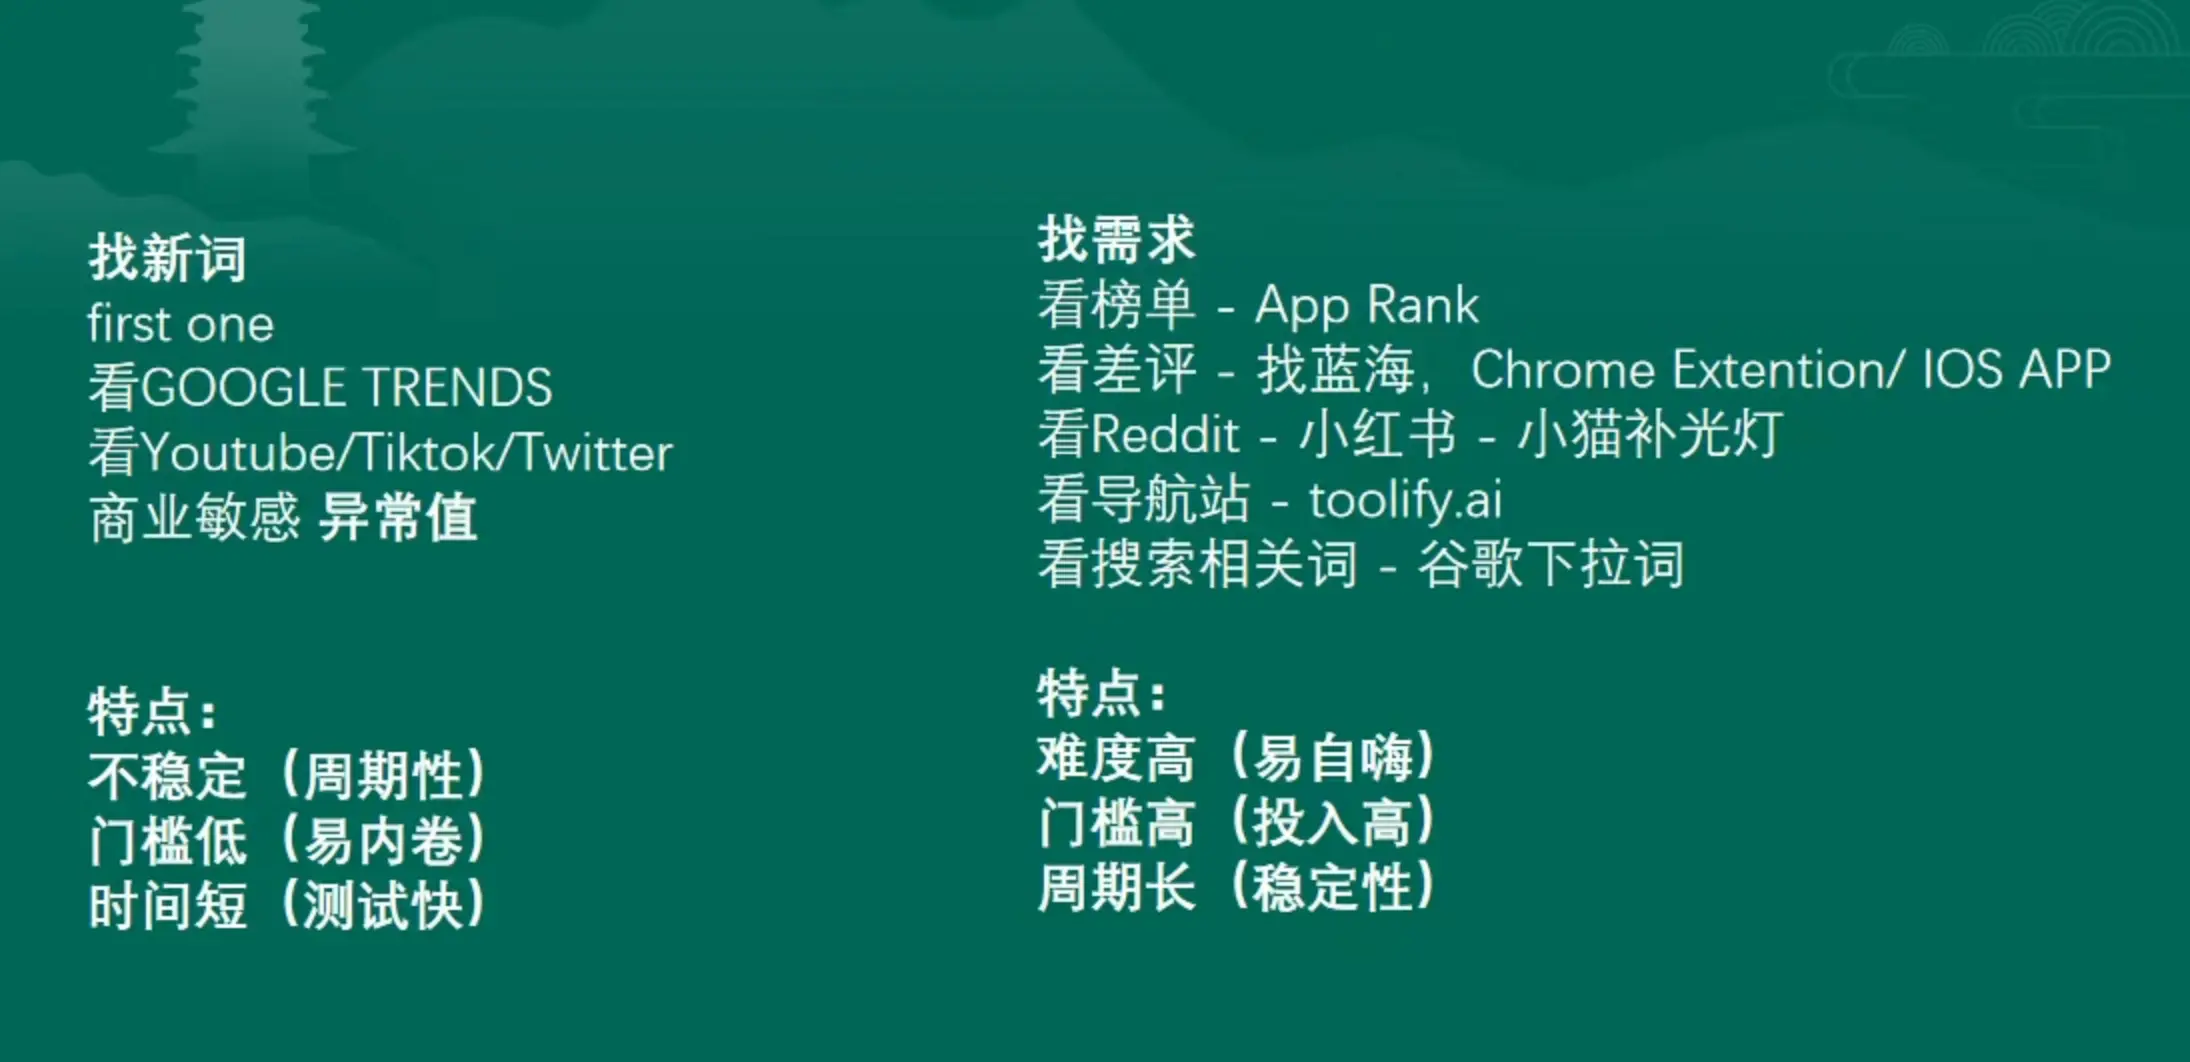 找新词
first one
看GOOGLE TRENDS
看Youtube/Tiktok/Twitter
商业敏感 异常值
特点：
不稳定（周期性）
门槛低（易内卷）
时间短（测试快）
找需求
看榜单 - App Rank
看差评 - 找蓝海，Chrome Extention/ IOS APP
看Reddit - 小红书 - 小猫补光灯
看导航站 - toolify.ai
看搜索相关词 - 谷歌下拉词
特点：
难度高（易自嗨）
门槛高（投入高）
周期长（稳定性）